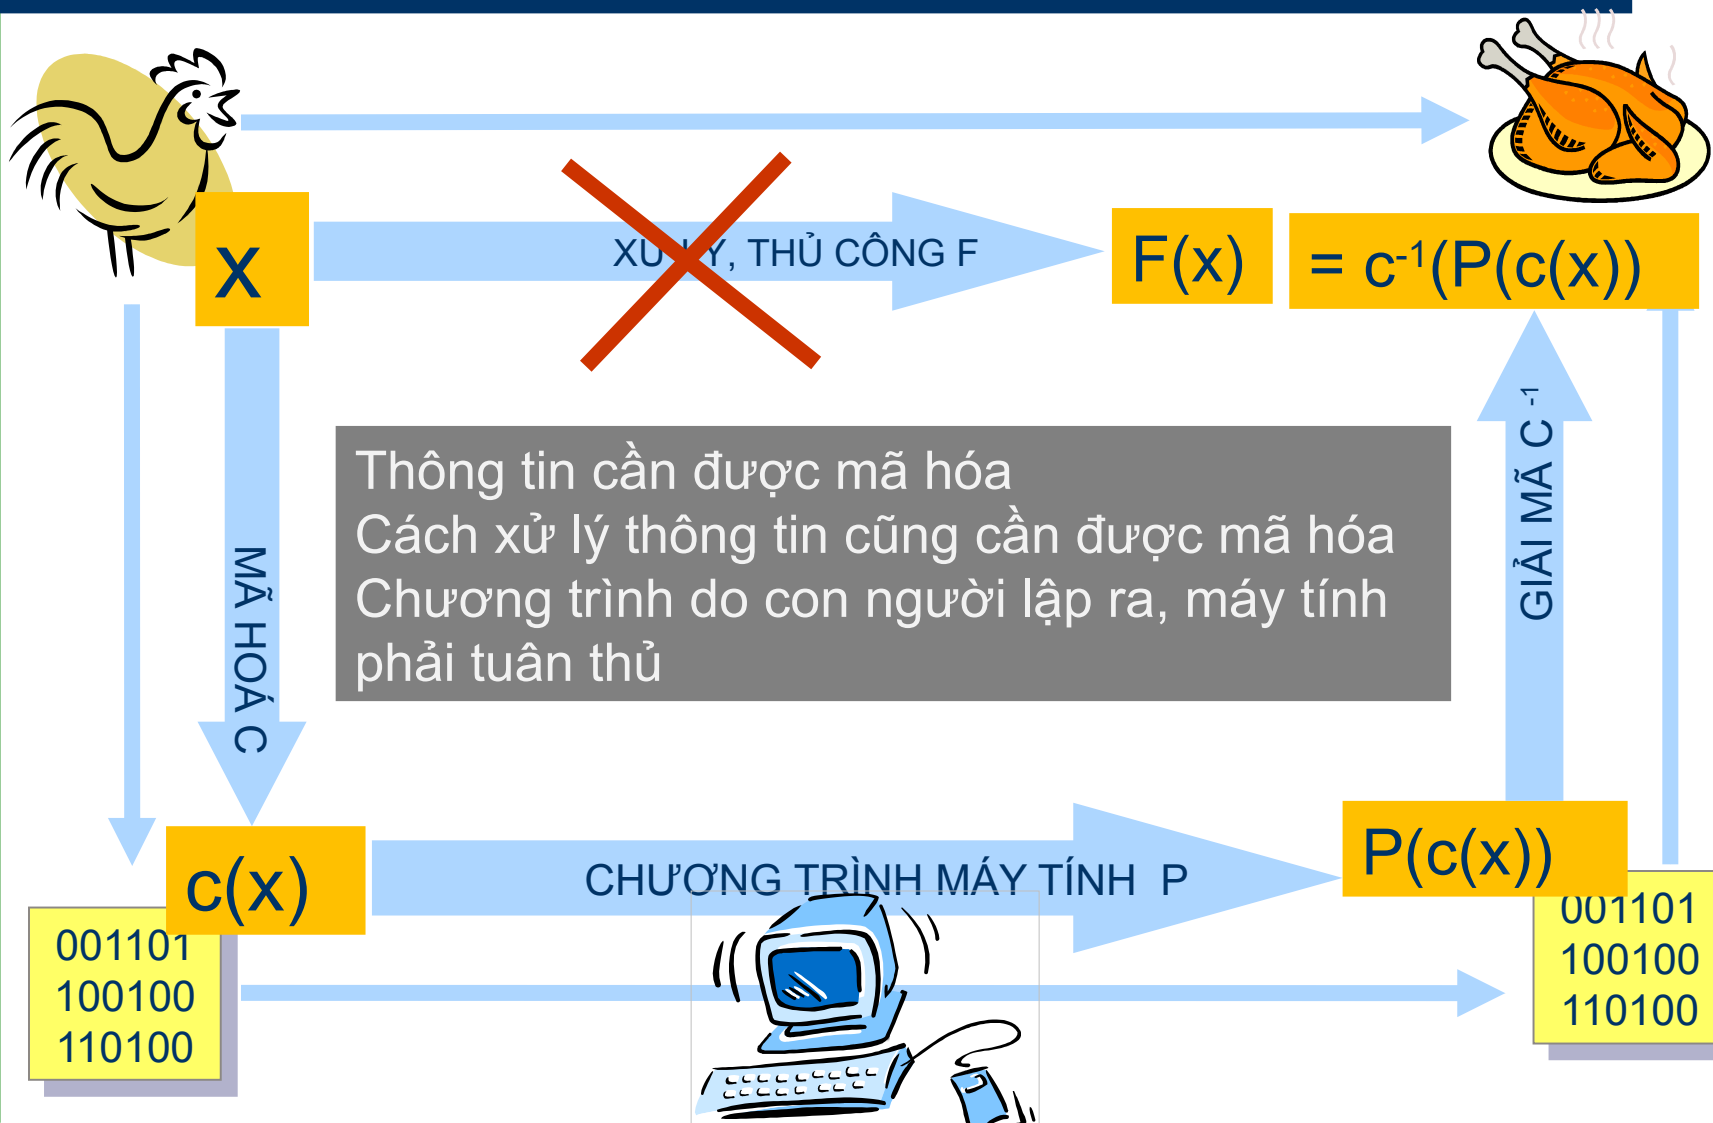 x
THỦ CÔNG F
F(x)
= c-1(P(c(x))
Thông tin cần được mã hóa
Cách xử lý thông tin cũng cần được mã hóa
Chương trình do con người lập ra, máy tính
phải tuân thủ
MÃ HOÁ C
GIẢI MÃ C -1
c(x)
CHƯƠNG TRÌNH MÁY TÍNH P
P(c(x))
001101
100100
110100
001101
100100
110100